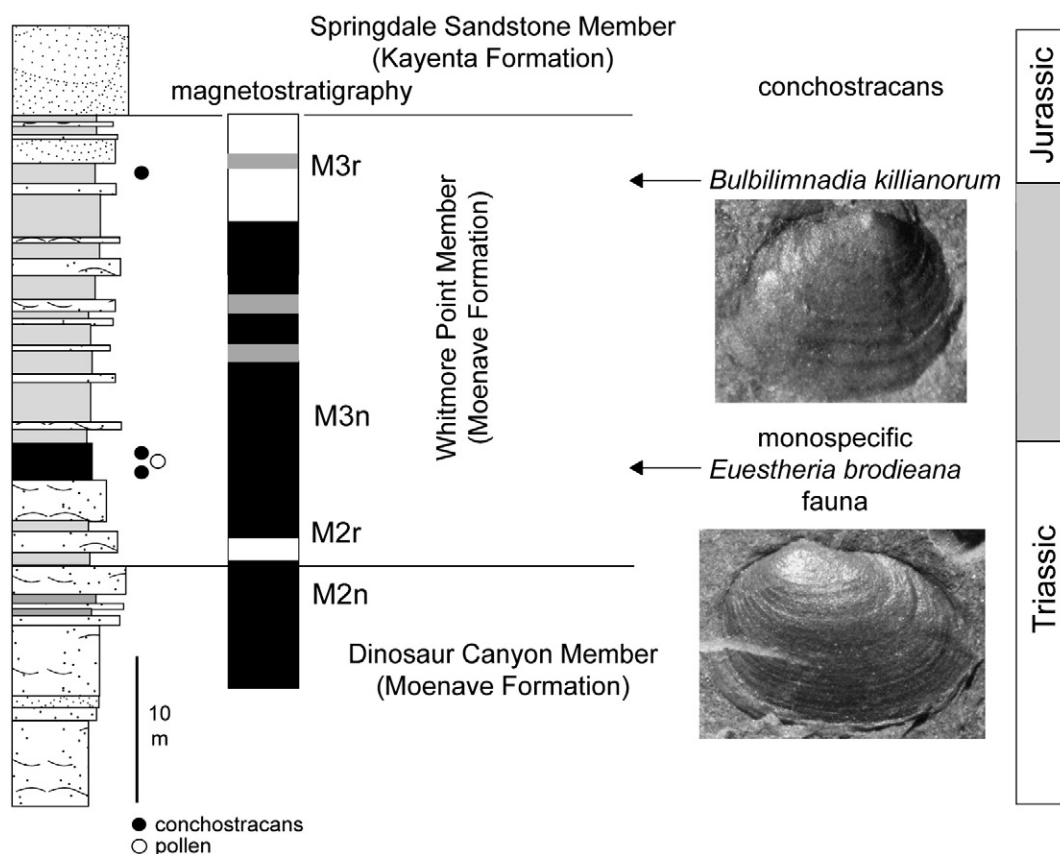 Springdale Sandstone Member
(Kayenta Formation)
magnetostratigraphy
conchostracans
Jurassic
M3r
Bulbilimnadia killianorum
Whitmore Point Member
(Moenave Formation)
M3n
monospecific
Euestheria brodieana
fauna
M2r
Triassic
M2n
Dinosaur Canyon Member
(Moenave Formation)
10
m
conchostracans
pollen